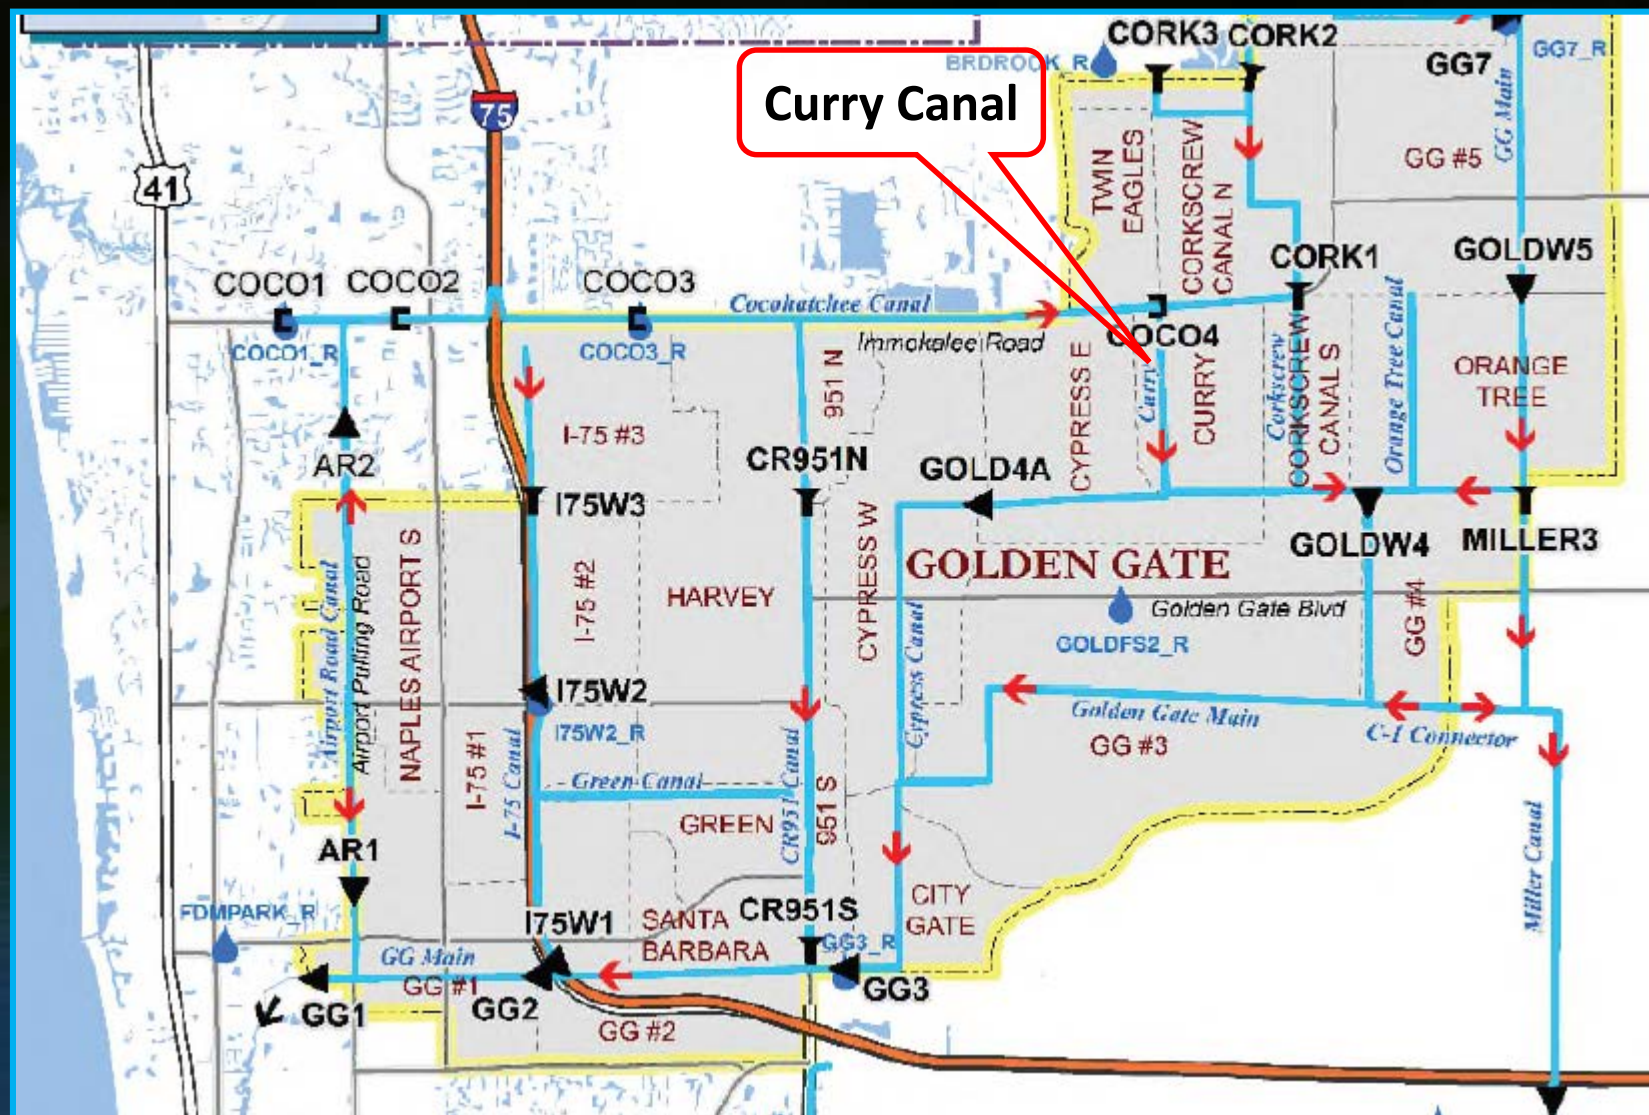 CORK3 CORK2
BRDROCK_R
GG7
GG7_R
75
Curry Canal
GG Main
GG #5
TWIN
EAGLES
CORKSCREW
CANAL N
41
COCO1
COCO2
COCO3
CORK1
GOLDW5
Cocohatchee Canal
COCO1_R
COCO3_R
Immokalee Road
COCO4
951 N
CYPRESS E
Curry
CURRY
Corkscrew
CORKSCREW
CANAL S
Orange Tree Canal
ORANGE
TREE
I-75 #3
AR2
CR951N
GOLD4A
I75W3
GOLDW4
MILLER3
GOLDEN GATE
Airport Road Canal
Airport Pulling Road
NAPLES AIRPORT S
I-75 #2
HARVEY
CYPRESS W
Golden Gate Blvd
GG #4
GOLDFS2_R
I75W2
I75W2_R
Cypress Canal
Golden Gate Main
GG #3
C-1 Connector
I-75 #1
I-75 Canal
Green Canal
GREEN
CR951 Canal
951 S
AR1
Miller Canal
FDMPARK_R
I75W1
SANTA
BARBARA
CR951S
GG3_R
CITY
GATE
GG Main
GG #1
GG1
GG2
GG3
GG #2